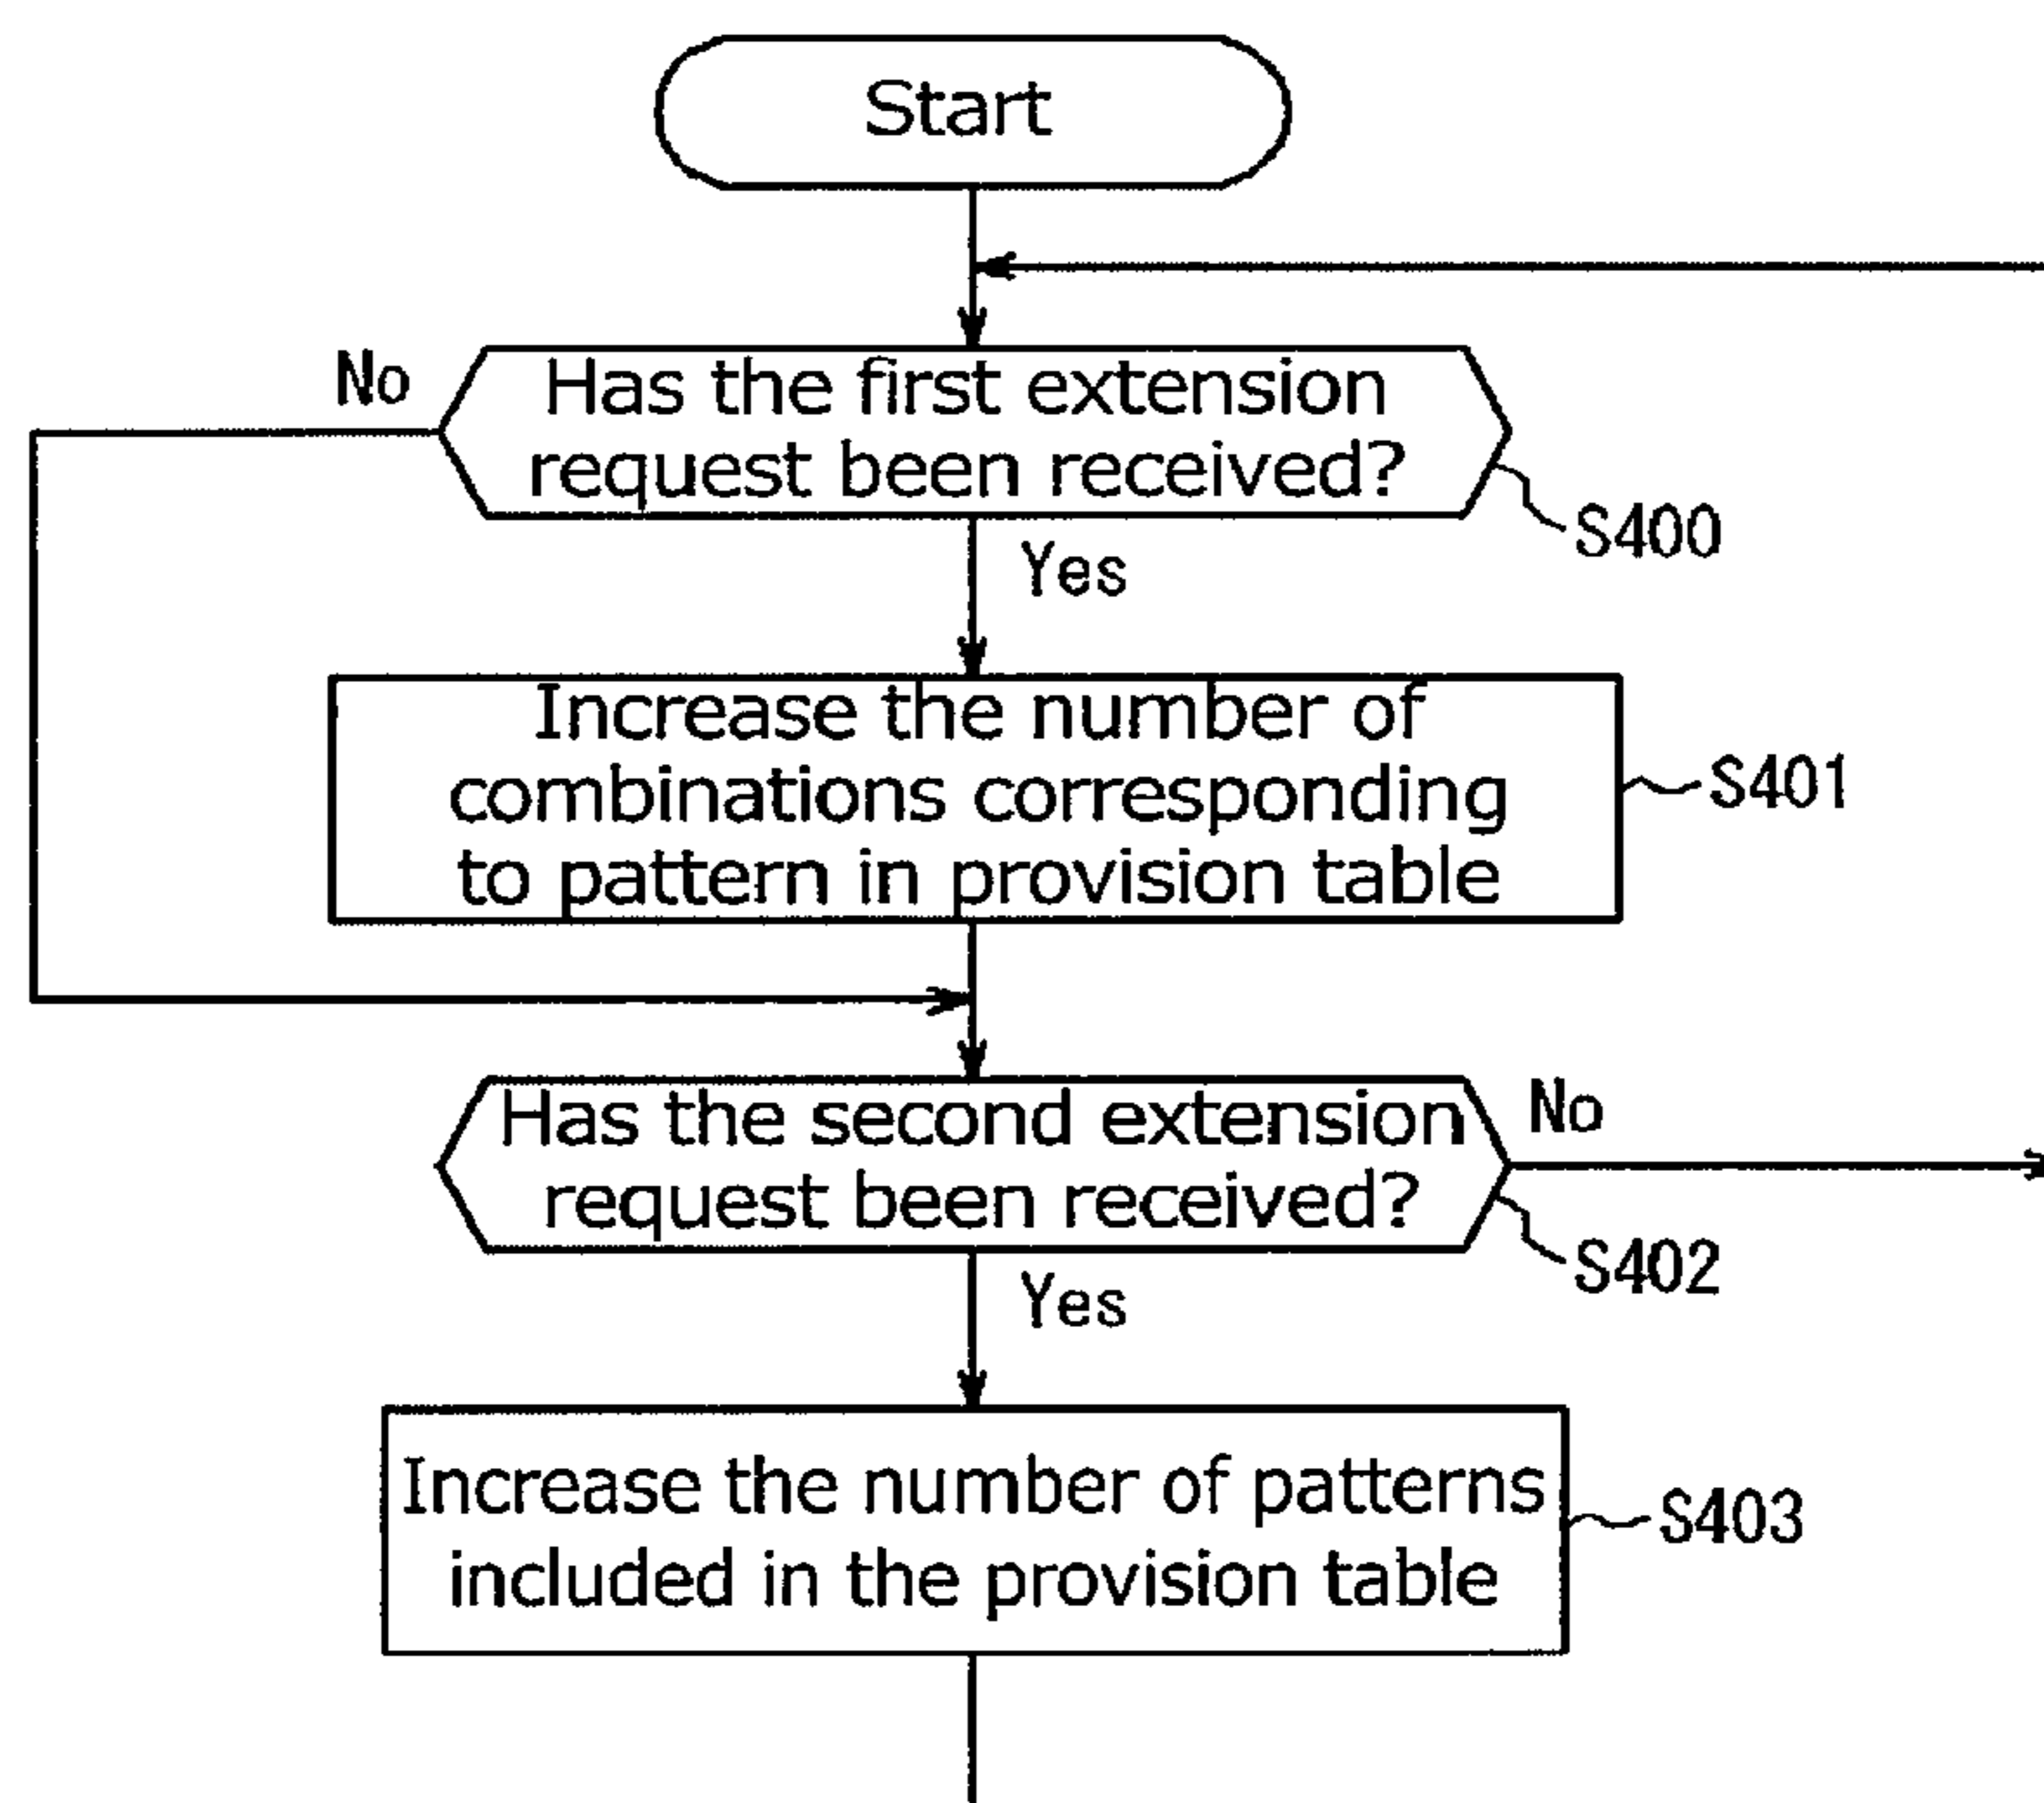 Start
No
Has the first extension
request been received?
S400
Yes
Increase the number of
combinations corresponding
to pattern in provision table
S401
Has the second extension
request been received?
No
S402
Yes
Increase the number of patterns
included in the provision table
S403